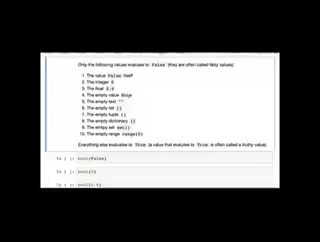 Only the following values evaluate to False (they are often called falsy values)
1. The value False itself
2. The integer 0
3. The float 0.0
4. The empty value None
5. The empty text ""
6. The empty list []
7. The empty tuple ()
8. The empty dictionary {}
9. The empty set set()
10. The empty range range(0)
Everything else evaluates to True (a value that evaluates to True is often called a truthy value)
In [ ]: bool(False)
In [ ]: bool(0)
In [ ]: bool(0.0)